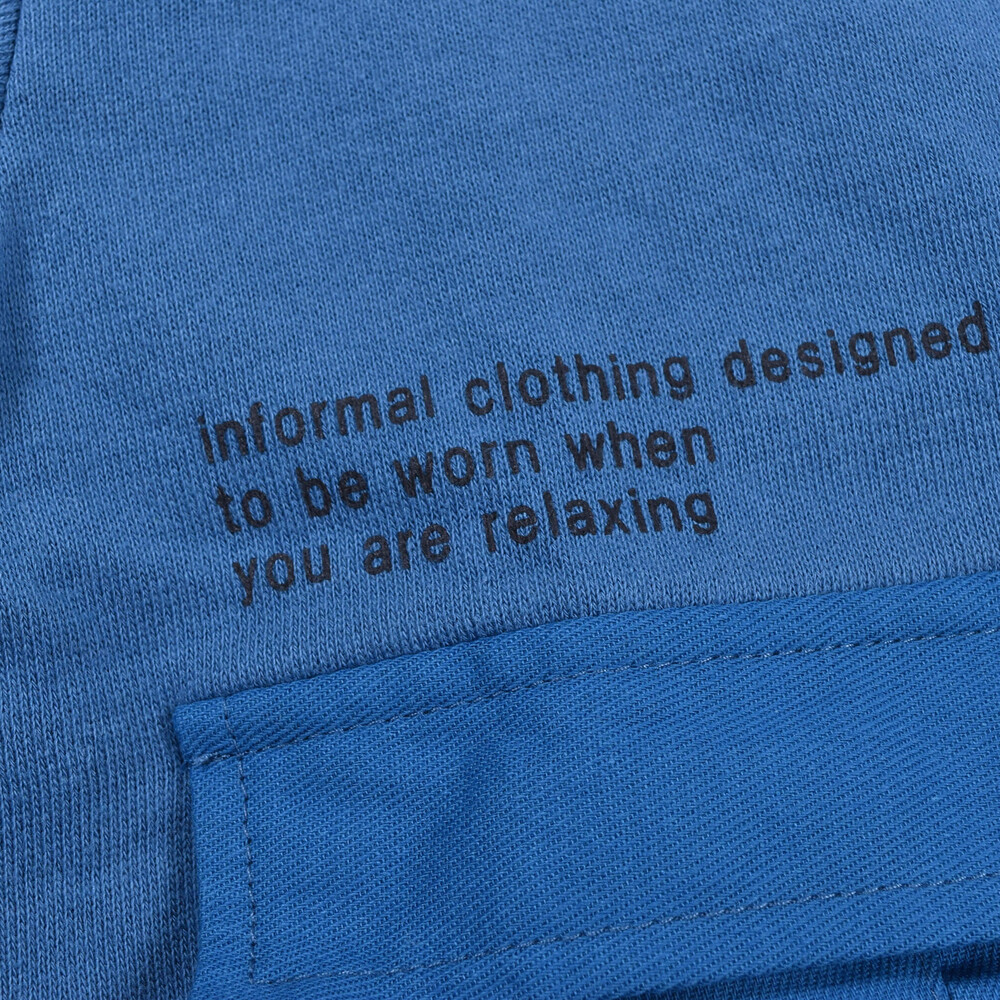 informal clothing designed
to be worn when
you are relaxing